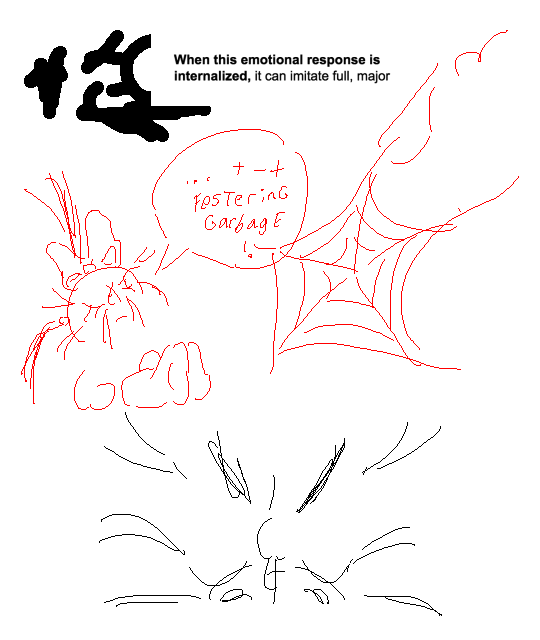 When this emotional response is
internalized, it can imitate full, major
... + - +
FesTerinG
GarbagE
!